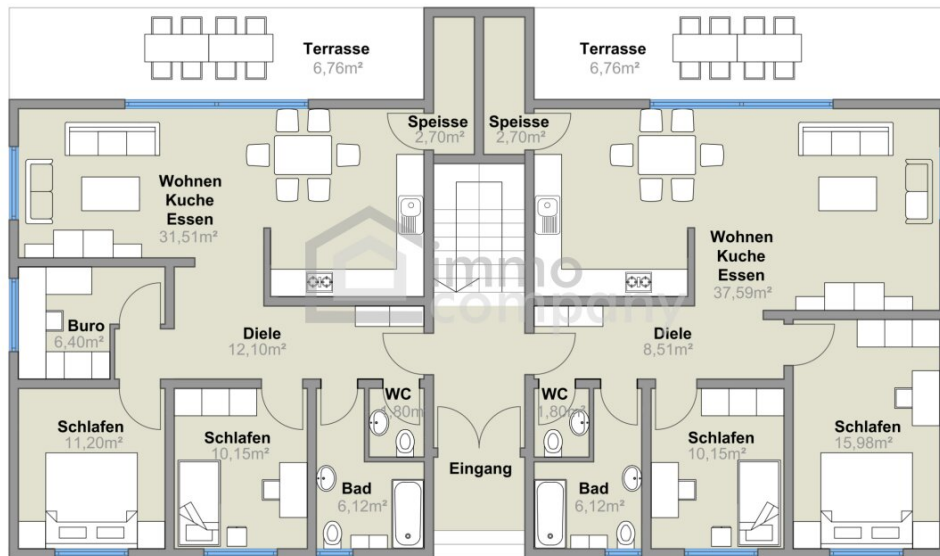 Terrasse
6,76m²
Terrasse
6,76m²
Speisse
2,70m²
Speisse
2,70m²
Wohnen
Kuche
Essen
31,51m²
Wohnen
Kuche
Essen
37,59m²
immo
company
Buro
6,40m²
Diele
12,10m²
Diele
8,51m²
WC
1,80m
WC
1,80m²
Schlafen
11,20m²
Schlafen
10,15m²
Schlafen
10,15m²
Schlafen
15,98m²
Eingang
Bad
6,12m²
Bad
6,12m²